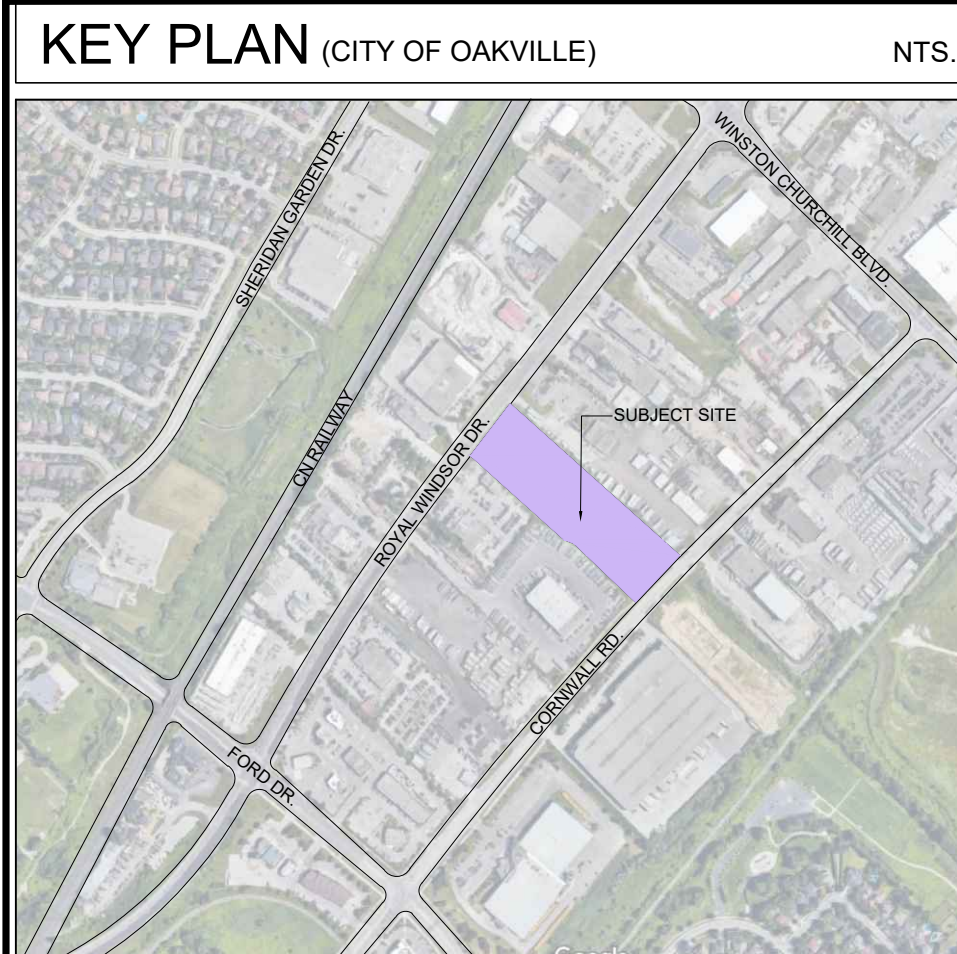 KEY PLAN (CITY OF OAKVILLE) NTS.
WINSTON CHURCHILL BLVD.
SHERIDAN GARDEN DR.
CN RAILWAY
SUBJECT SITE
ROYAL WINDSOR DR.
CORNWALL RD.
FORD DR.
Google